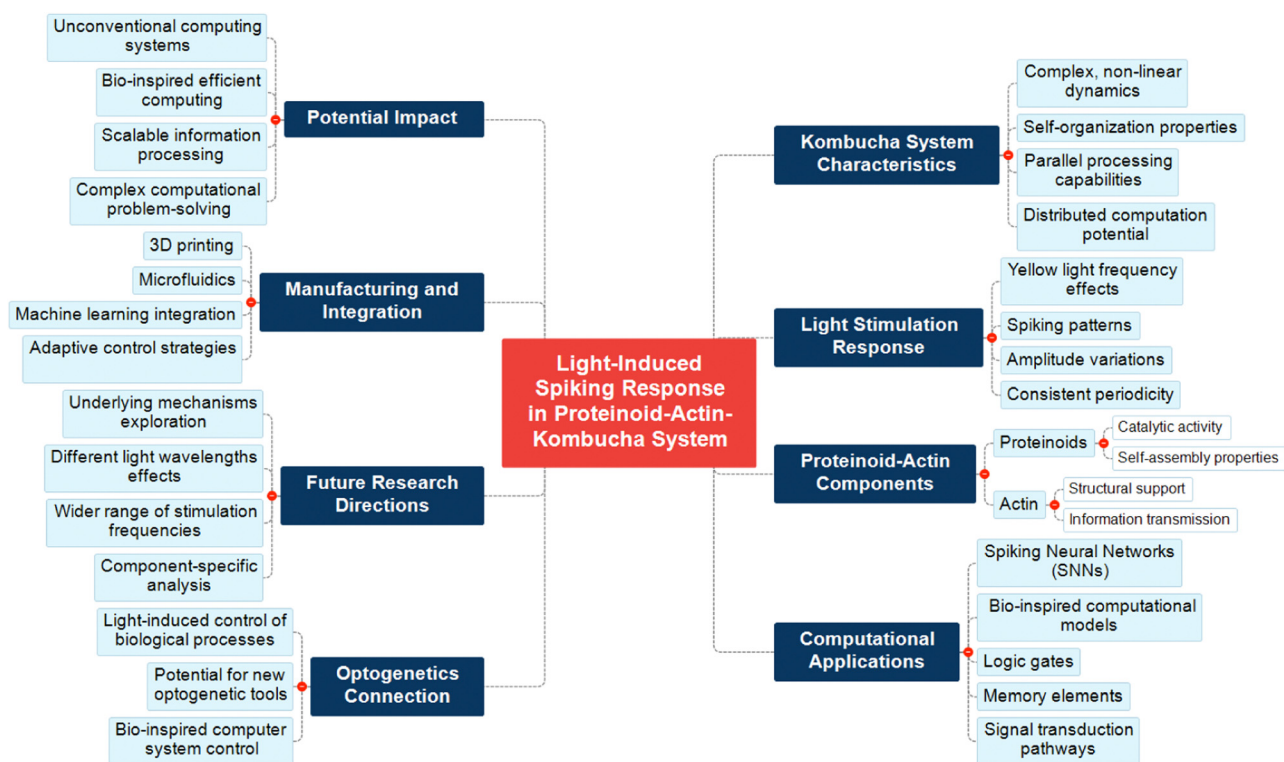 Unconventional computing
systems
Bio-inspired efficient
computing
Scalable information
processing
Complex computational
problem-solving
Potential Impact
3D printing
Microfluidics
Machine learning integration
Adaptive control strategies
Manufacturing and
Integration
Underlying mechanisms
exploration
Different light wavelengths
effects
Wider range of stimulation
frequencies
Component-specific
analysis
Future Research
Directions
Light-induced control of
biological processes
Potential for new
optogenetic tools
Bio-inspired computer
system control
Optogenetics
Connection
Light-Induced
Spiking Response
in Proteinoid-Actin-
Kombucha System
Kombucha System
Characteristics
Complex, non-linear
dynamics
Self-organization properties
Parallel processing
capabilities
Distributed computation
potential
Light Stimulation
Response
Yellow light frequency
effects
Spiking patterns
Amplitude variations
Consistent periodicity
Proteinoid-Actin
Components
Proteinoids
Catalytic activity
Self-assembly properties
Actin
Structural support
Information transmission
Computational
Applications
Spiking Neural Networks
(SNNs)
Bio-inspired computational
models
Logic gates
Memory elements
Signal transduction
pathways